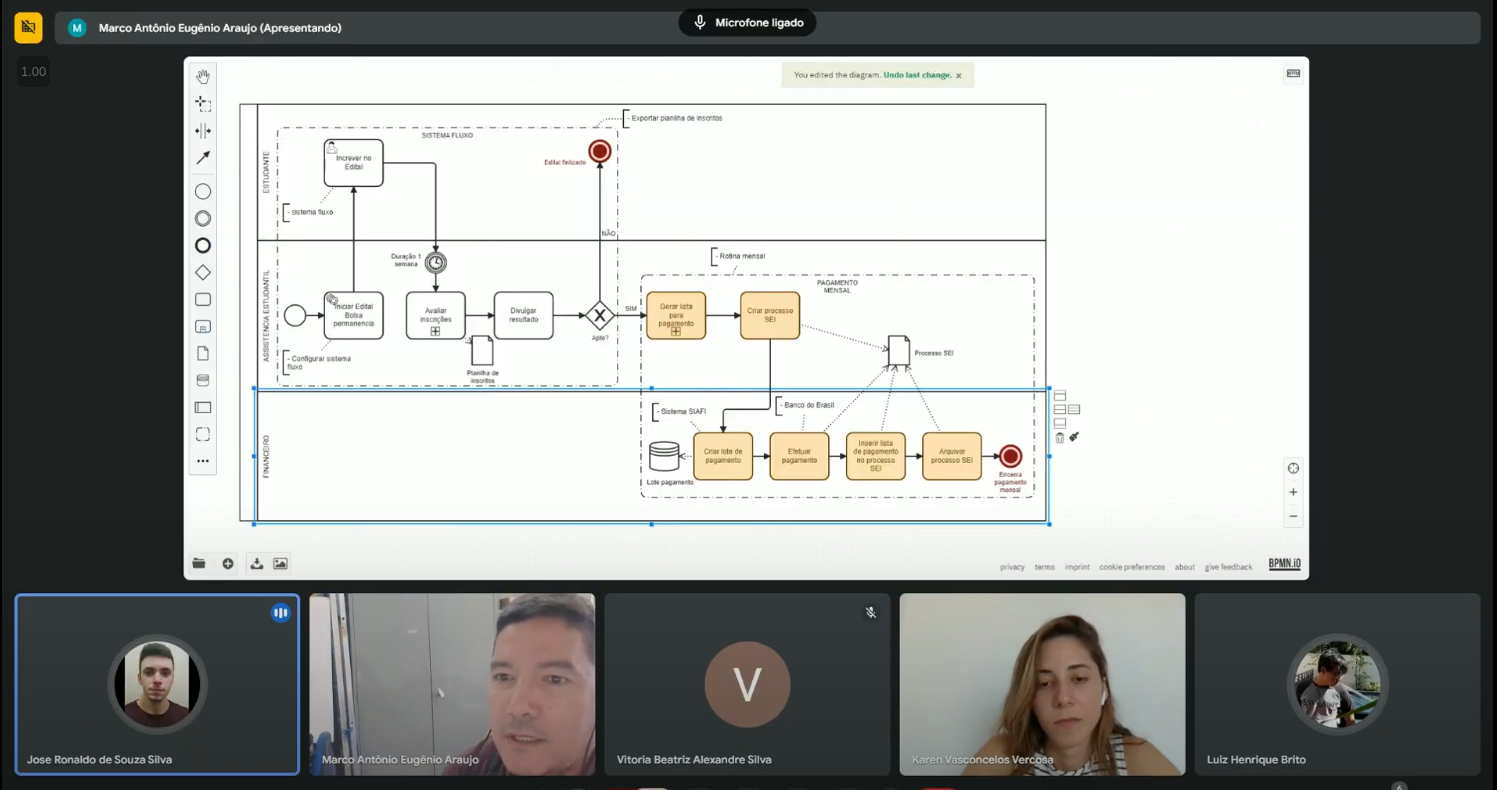 Marco Antônio Eugênio Araujo (Apresentando)
M
Microfone ligado
1.00
You edited the diagram. Undo last change. ×
Exportar planilha de inscritos
SISTEMA FLUXO
ESTUDANTE
Increver no
Edital
Edital felizado
- sistema fluxo
NÃO
Duração 1
semana
- Rotina mensal
ASSISTENCIA ESTUDANTIL
PAGAMENTO
MENSAL
Iniciar Edital
Bolsa
permanencia
Avaliar
inscrições
Divulgar
resultado
X
Apto?
SIM
Gerar lista
para
pagamento
Criar processo
SEI
- Configurar sistema
fluxo
Planilha de
inscritos
Processo SEI
FINANCEIRO
- Sistema SIAFI
- Banco do Brasil
Lote pagamento
Criar lote de
pagamento
Efetuar
pagamento
Inserir lista
de pagamento
no processo
SEI
Arquivar
processo SEI
Encerra
pagamento
mensal
privacy terms imprint cookie preferences about give feedback
BPMN.iO
V
Jose Ronaldo de Souza Silva
Marco Antônio Eugênio Araujo
Vitoria Beatriz Alexandre Silva
Karen Vasconcelos Vercosa
Luiz Henrique Brito